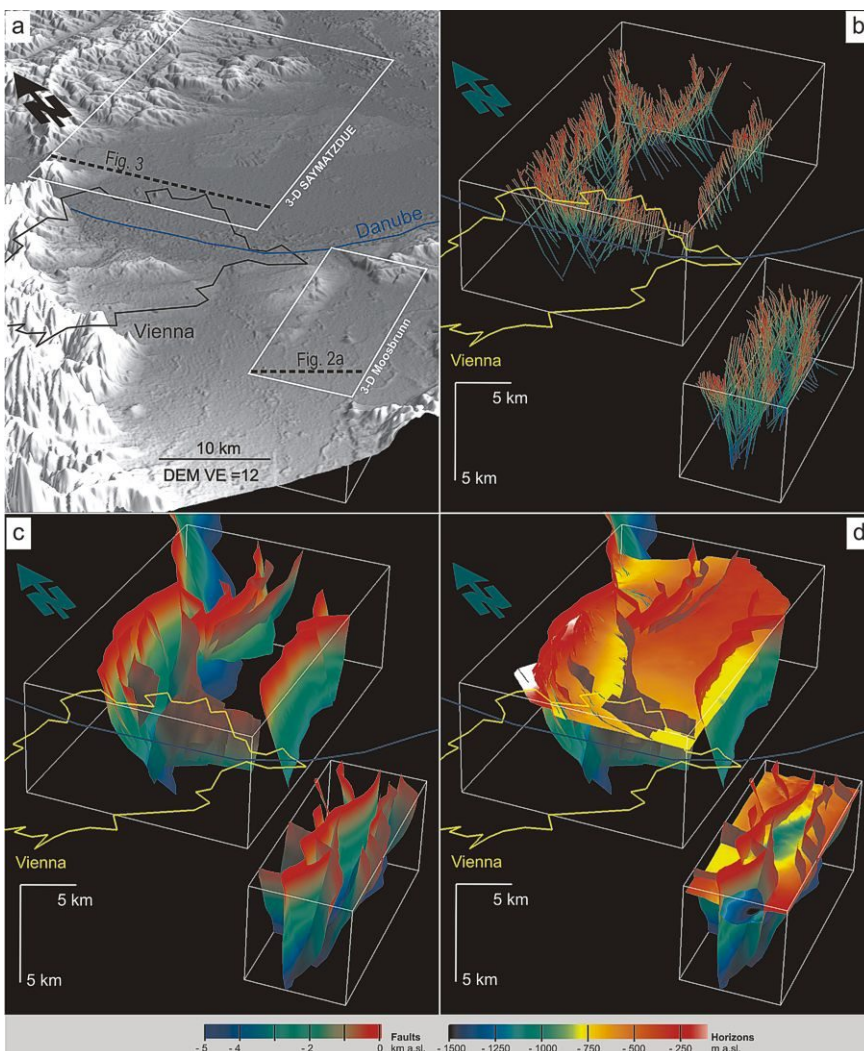 a
N
Fig. 3
3-D SAYMATZDUE
Danube
Vienna
Fig. 2a
3-D Moosbrunn
10 km
DEM VE =12
b
N
Vienna
5 km
5 km
c
N
Vienna
5 km
5 km
d
N
Vienna
5 km
5 km
- 5 - 4 - 2 0 Faults km a.sl.
- 1500 - 1250 - 1000 -750 -500 -250 Horizons m a.sl.